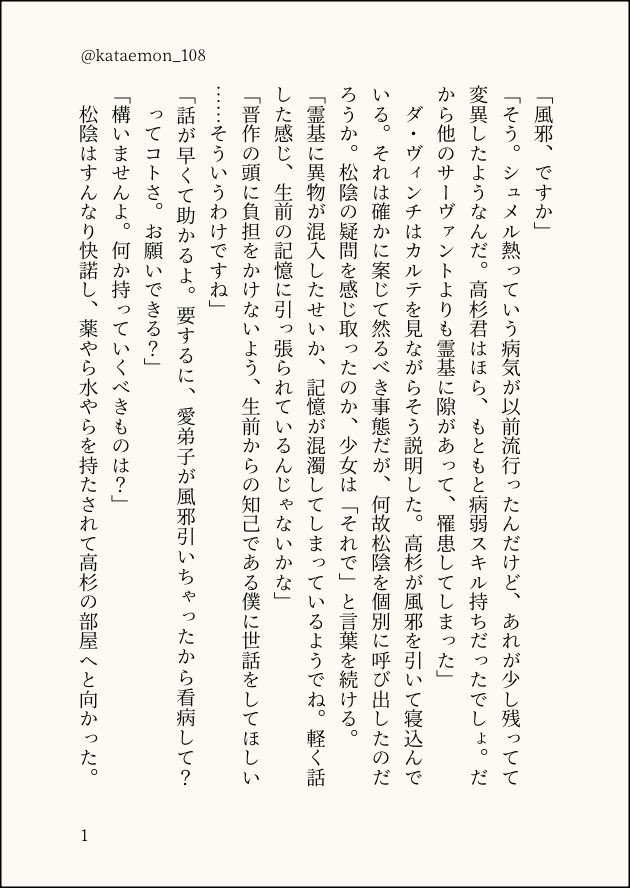 @kataemon_108
「風邪、ですか」
「そう。シュメル熱っていう病気が以前流行ったんだけど、あれが少し残ってて
変異したようなんだ。高杉君はほら、もともと病弱スキル持ちだったでしょ。だ
から他のサーヴァントよりも霊基に隙があって、罹患してしまった」
ダ・ヴィンチはカルテを見ながらそう説明した。高杉が風邪を引いて寝込んで
いる。それは確かに案じて然るべき事態だが、何故松陰を個別に呼び出したのだ
ろうか。松陰の疑問を感じ取ったのか、少女は「それで」と言葉を続ける。
「霊基に異物が混入したせいか、記憶が混濁してしまっているようでね。軽く話
した感じ、生前の記憶に引っ張られているんじゃないかな」
「晋作の頭に負担をかけないよう、生前からの知己である僕に世話をしてほしい
……そういうわけですね」
「話が早くて助かるよ。要するに、愛弟子が風邪引いちゃったから看病して？
ってコトさ。お願いできる？」
「構いませんよ。何か持っていくべきものは？」
松陰はすんなり快諾し、薬やら水やらを持たされて高杉の部屋へと向かった。
1